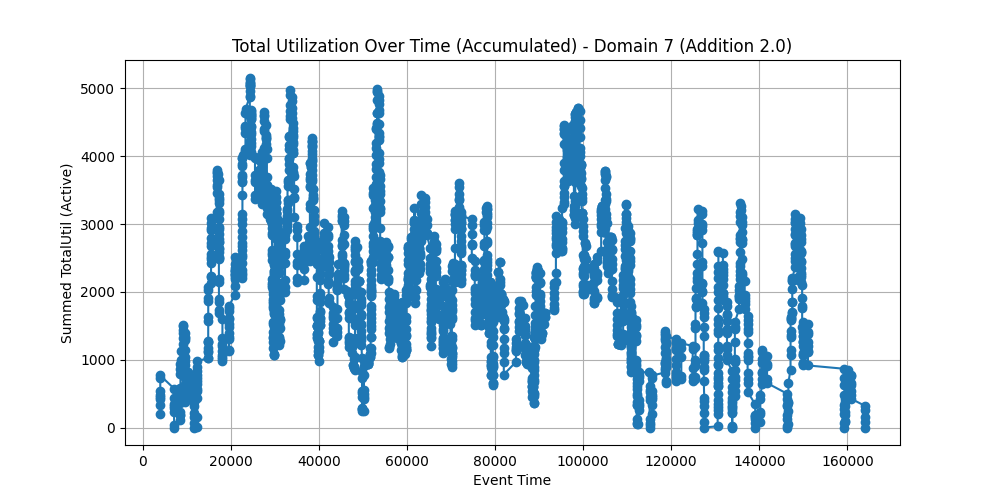 Total Utilization Over Time (Accumulated) - Domain 7 (Addition 2.0)
Summed TotalUtil (Active)
5000
4000
3000
2000
1000
0
0 20000 40000 60000 80000 100000 120000 140000 160000
Event Time